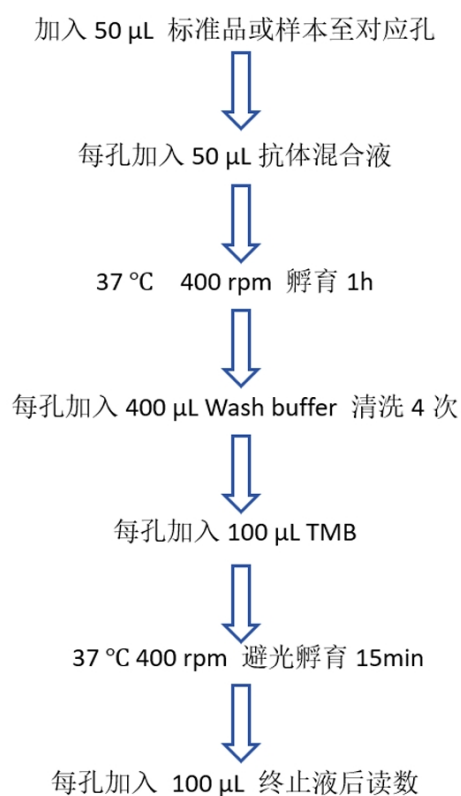 加入 50 μL 标准品或样本至对应孔
每孔加入 50 μL 抗体混合液
37 ℃ 400 rpm 孵育 1h
每孔加入 400 μL Wash buffer 清洗 4 次
每孔加入 100 μL TMB
37 ℃ 400 rpm 避光孵育 15min
每孔加入 100 μL 终止液后读数